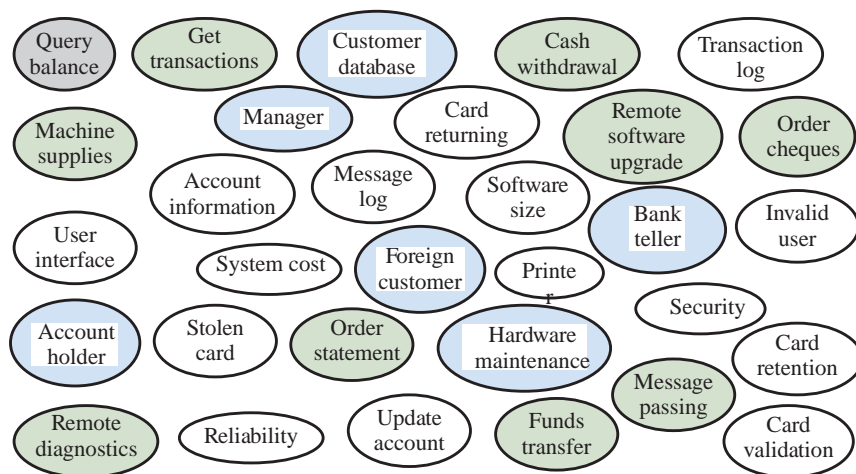 Query
balance
Get
transactions
Customer
database
Cash
withdrawal
Transaction
log
Machine
supplies
Manager
Card
returning
Remote
software
upgrade
Order
cheques
Account
information
Message
log
Software
size
Bank
teller
Invalid
user
User
interface
System cost
Foreign
customer
Printe
r
Security
Account
holder
Stolen
card
Order
statement
Hardware
maintenance
Card
retention
Message
passing
Remote
diagnostics
Reliability
Update
account
Funds
transfer
Card
validation